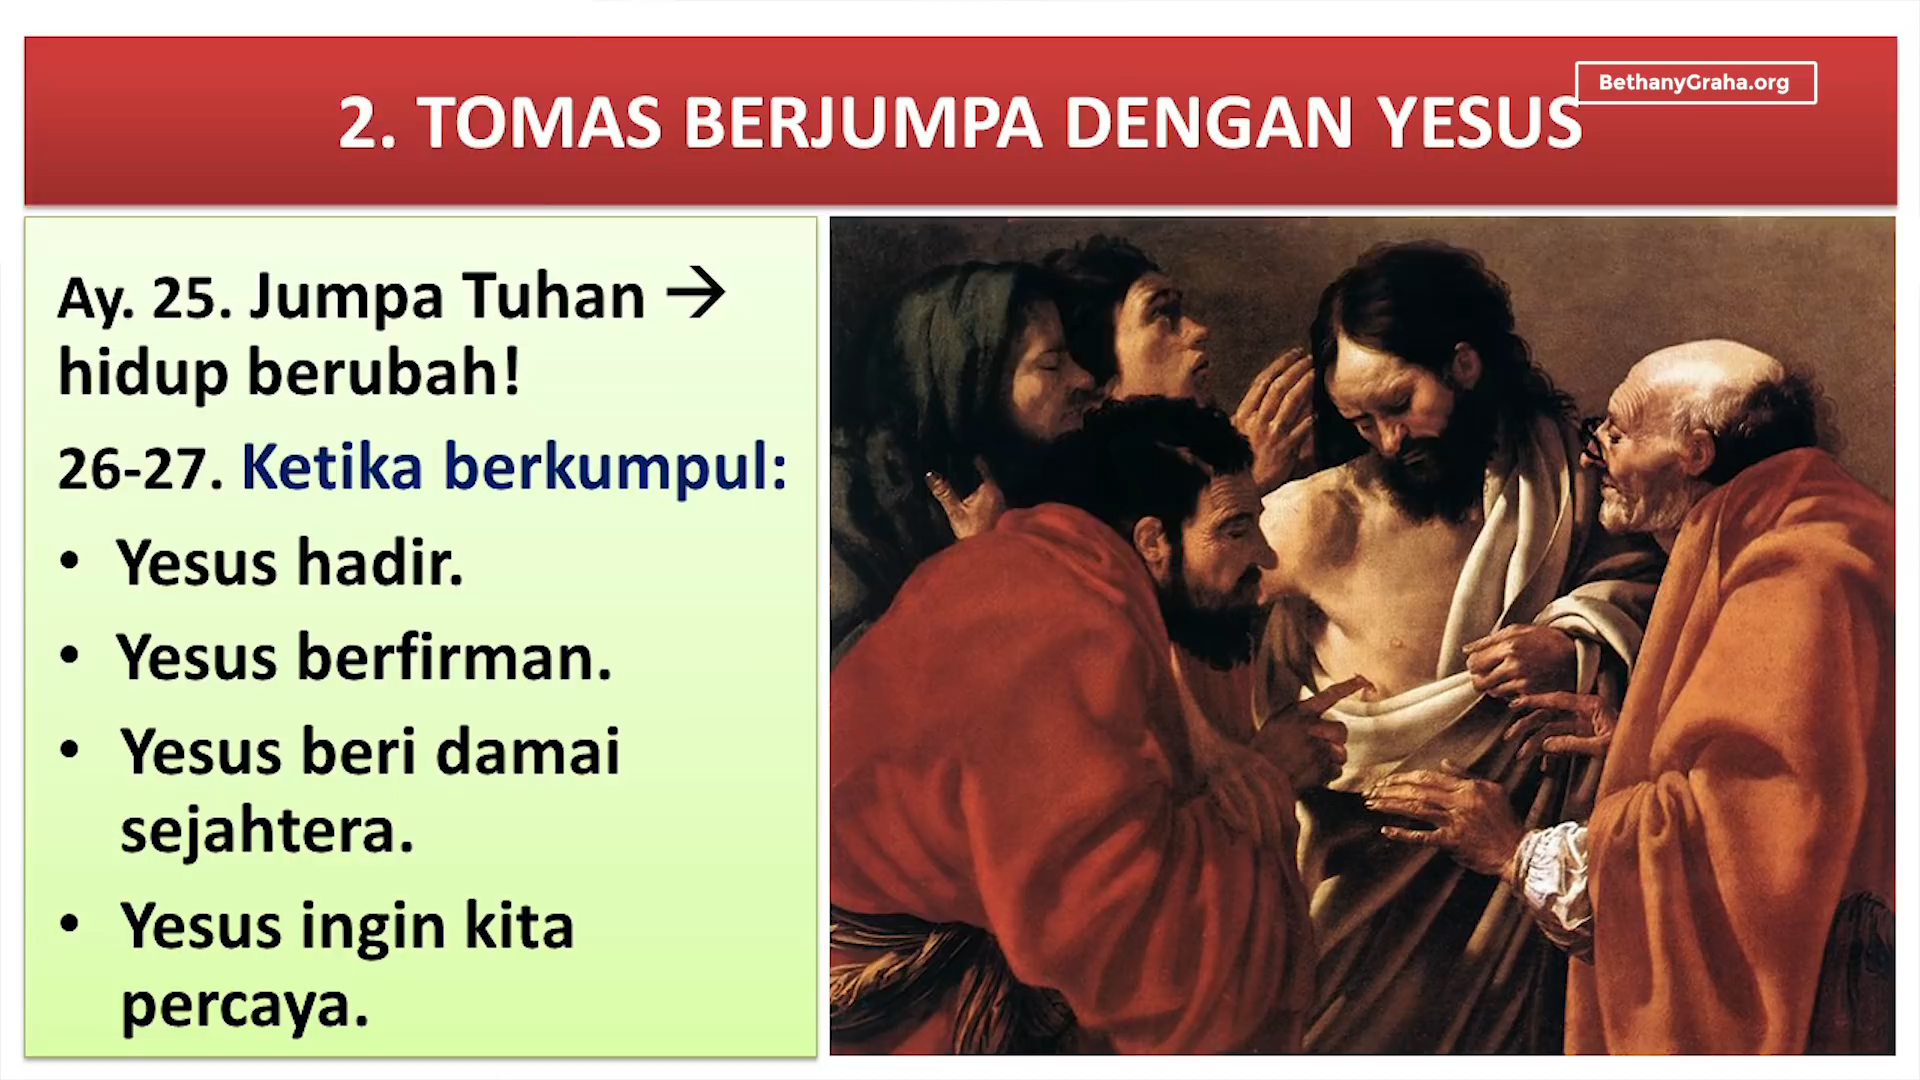 BethanyGraha.org
2. TOMAS BERJUMPA DENGAN YESUS
Ay. 25. Jumpa Tuhan →
hidup berubah!
26-27. Ketika berkumpul:
• Yesus hadir.
• Yesus berfirman.
• Yesus beri damai
sejahtera.
• Yesus ingin kita
percaya.